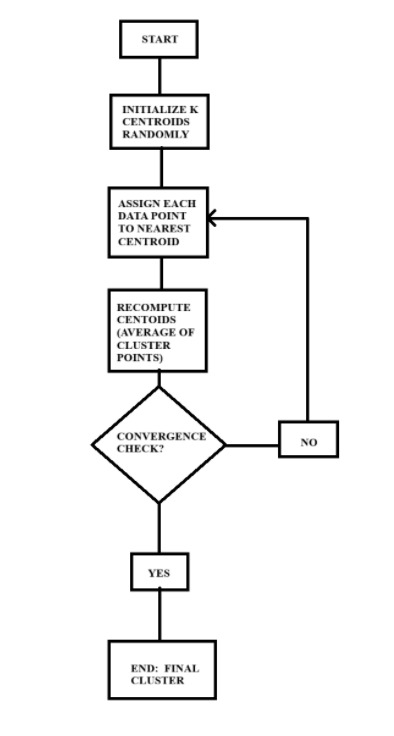 START
INITIALIZE K
CENTROIDS
RANDOMLY
ASSIGN EACH
DATA POINT
TO NEAREST
CENTROID
RECOMPUTE
CENTOIDS
(AVERAGE OF
CLUSTER
POINTS)
CONVERGENCE
CHECK?
NO
YES
END: FINAL
CLUSTER